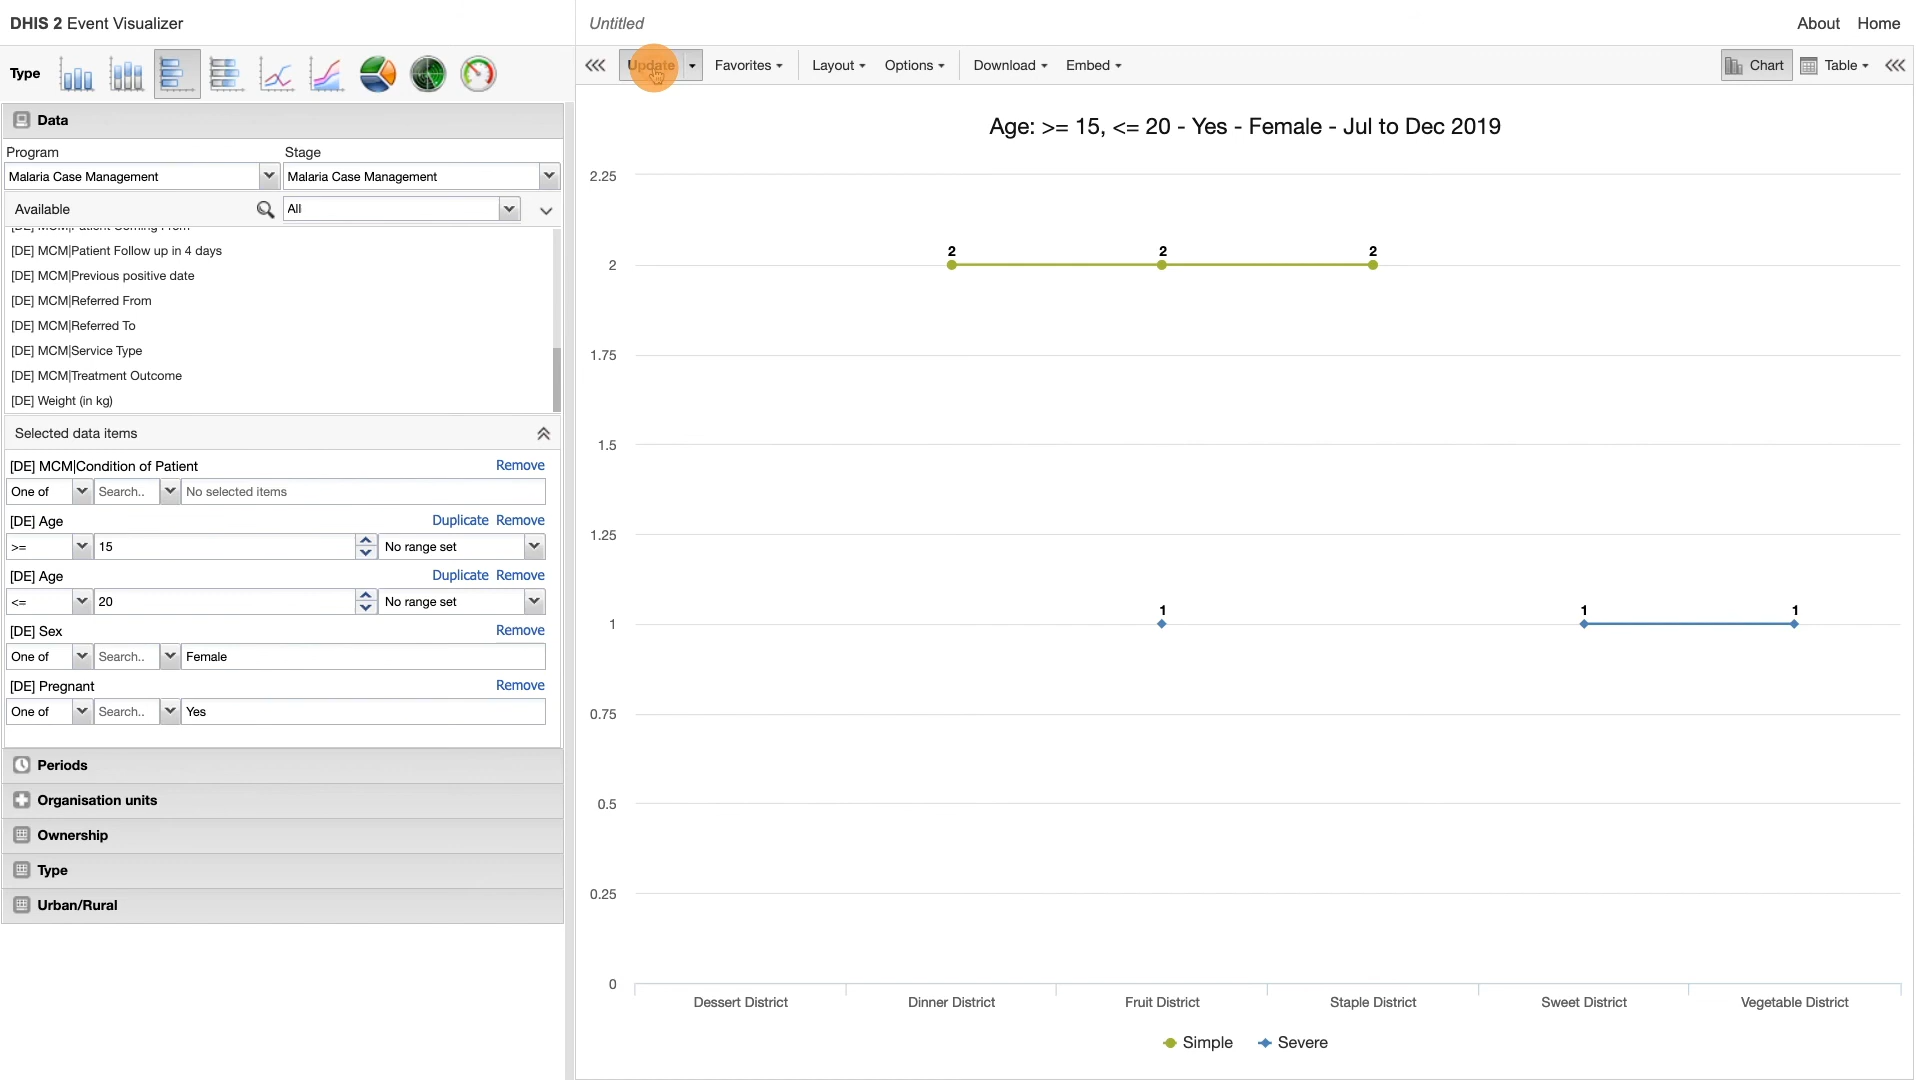 DHIS 2 Event Visualizer
Untitled
About Home
Type
Update
Favorites
Layout
Options
Download
Embed
Chart
Table
Data
Program
Stage
Malaria Case Management
Malaria Case Management
Available
All
[DE] MCM|Patient Coming From
[DE] MCM|Patient Follow up in 4 days
[DE] MCM|Previous positive date
[DE] MCM|Referred From
[DE] MCM|Referred To
[DE] MCM|Service Type
[DE] MCM|Treatment Outcome
[DE] Weight (in kg)
Selected data items
[DE] MCM|Condition of Patient
Remove
One of
Search..
No selected items
[DE] Age
Duplicate Remove
>=
15
No range set
[DE] Age
Duplicate Remove
<=
20
No range set
[DE] Sex
Remove
One of
Search..
Female
[DE] Pregnant
Remove
One of
Search..
Yes
Periods
Organisation units
Ownership
Type
Urban/Rural
Age: >= 15, <= 20 - Yes - Female - Jul to Dec 2019
2.25
2
1.75
1.5
1.25
1
0.75
0.5
0.25
0
2
2
2
1
1
1
Dessert District
Dinner District
Fruit District
Staple District
Sweet District
Vegetable District
Simple
Severe